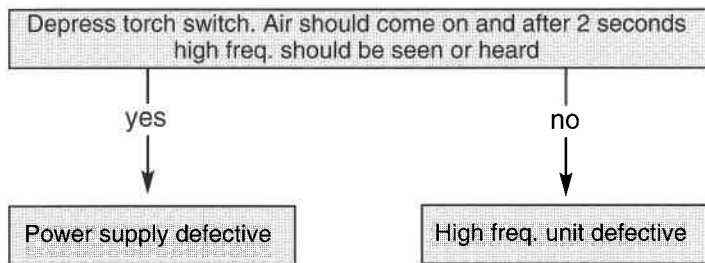 Depress torch switch. Air should come on and after 2 seconds
high freq. should be seen or heard
yes
no
Power supply defective
High freq. unit defective